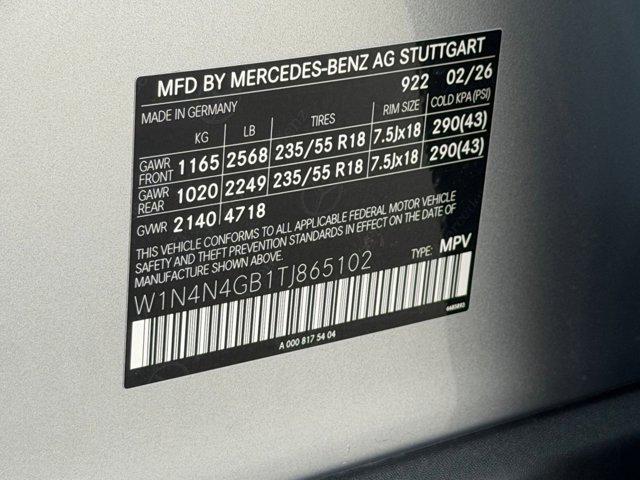 MFD BY MERCEDES-BENZ AG STUTTGART
MADE IN GERMANY 922 02/26
KG LB TIRES RIM SIZE COLD KPA(PSI)
GAWR FRONT 1165 2568 235/55 R18 7.5Jx18 290(43)
GAWR REAR 1020 2249 235/55 R18 7.5Jx18 290(43)
GVWR 2140 4718
THIS VEHICLE CONFORMS TO ALL APPLICABLE FEDERAL MOTOR VEHICLE
SAFETY AND THEFT PREVENTION STANDARDS IN EFFECT ON THE DATE OF
MANUFACTURE SHOWN ABOVE.
TYPE: MPV
W1N4N4GB1TJ865102
A 000 817 54 04